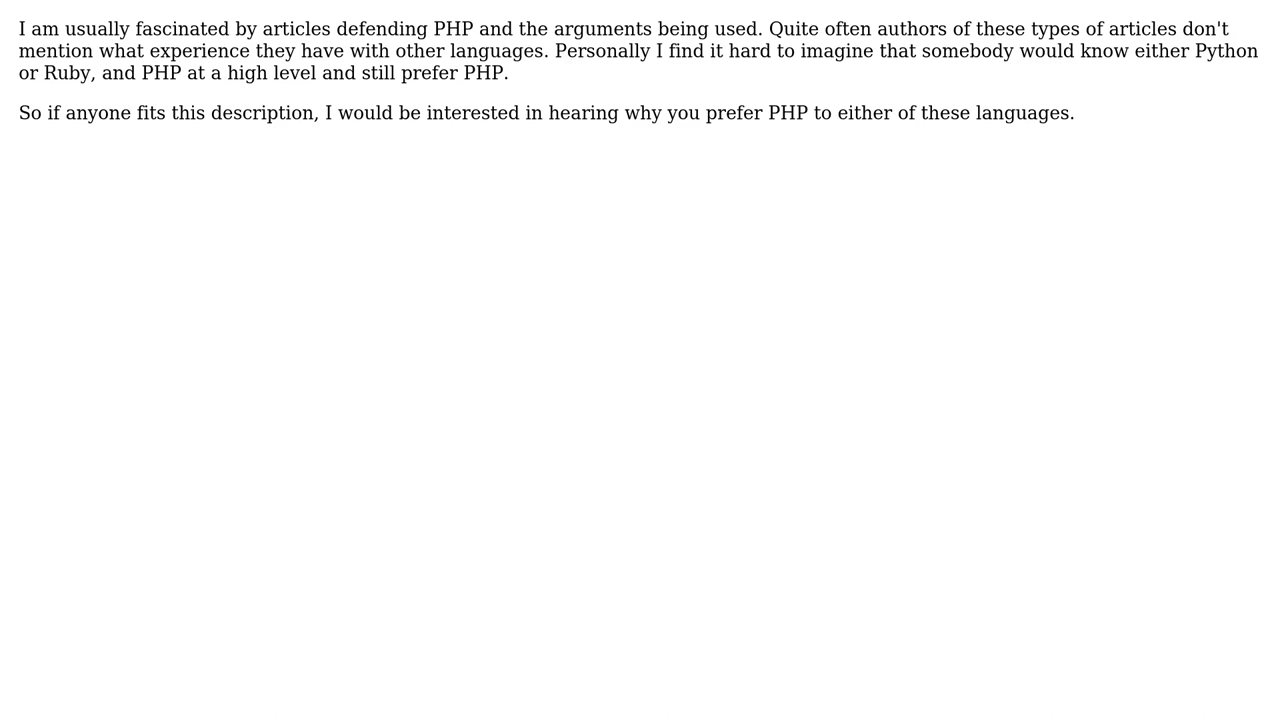 I am usually fascinated by articles defending PHP and the arguments being used. Quite often authors of these types of articles don't
mention what experience they have with other languages. Personally I find it hard to imagine that somebody would know either Python
or Ruby, and PHP at a high level and still prefer PHP.
So if anyone fits this description, I would be interested in hearing why you prefer PHP to either of these languages.